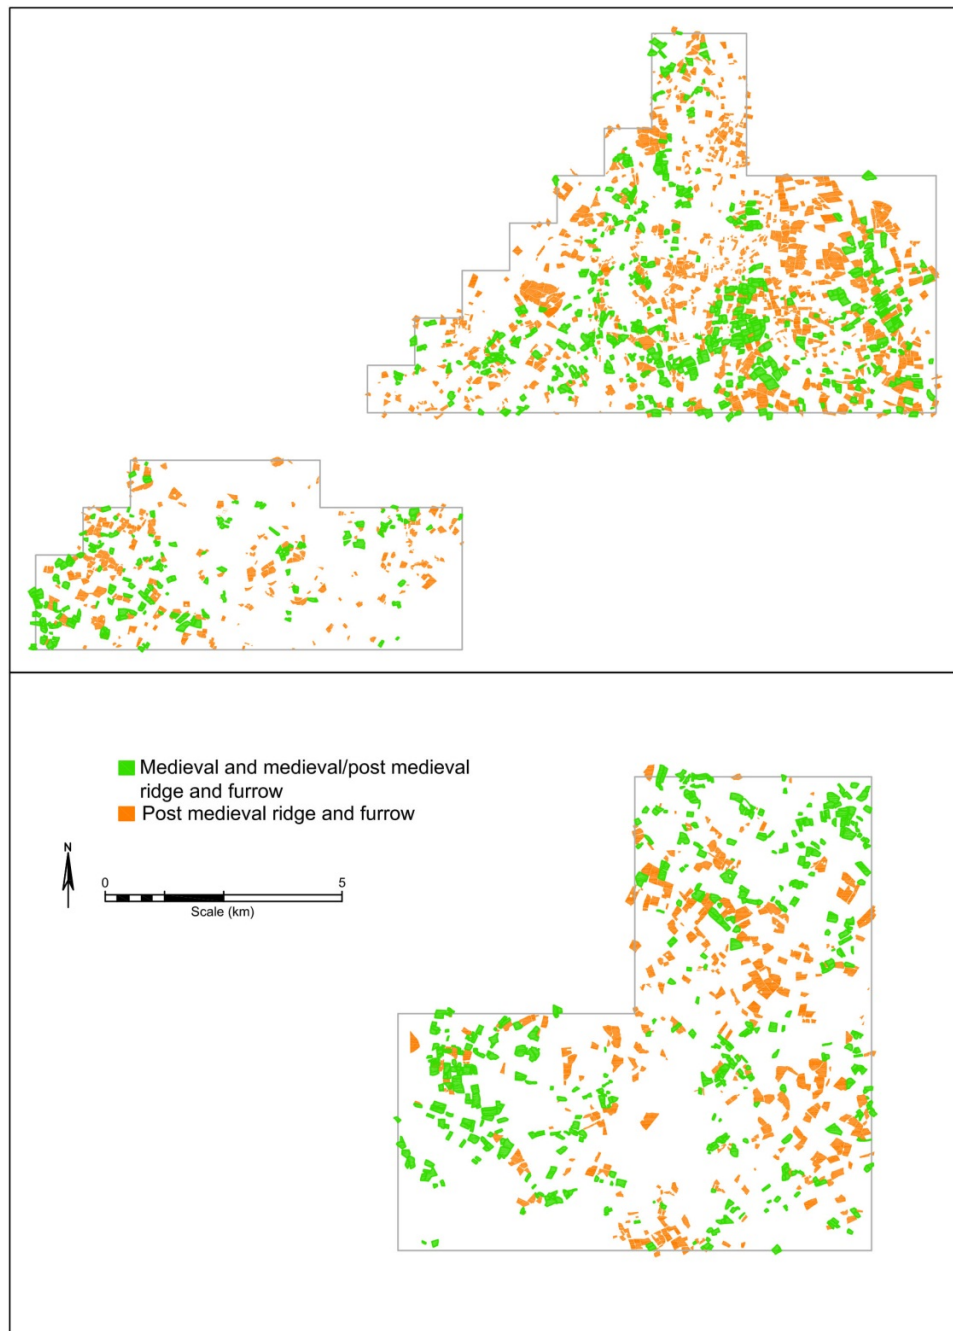 Medieval and medieval/post medieval
ridge and furrow
Post medieval ridge and furrow
N
0 5
Scale (km)